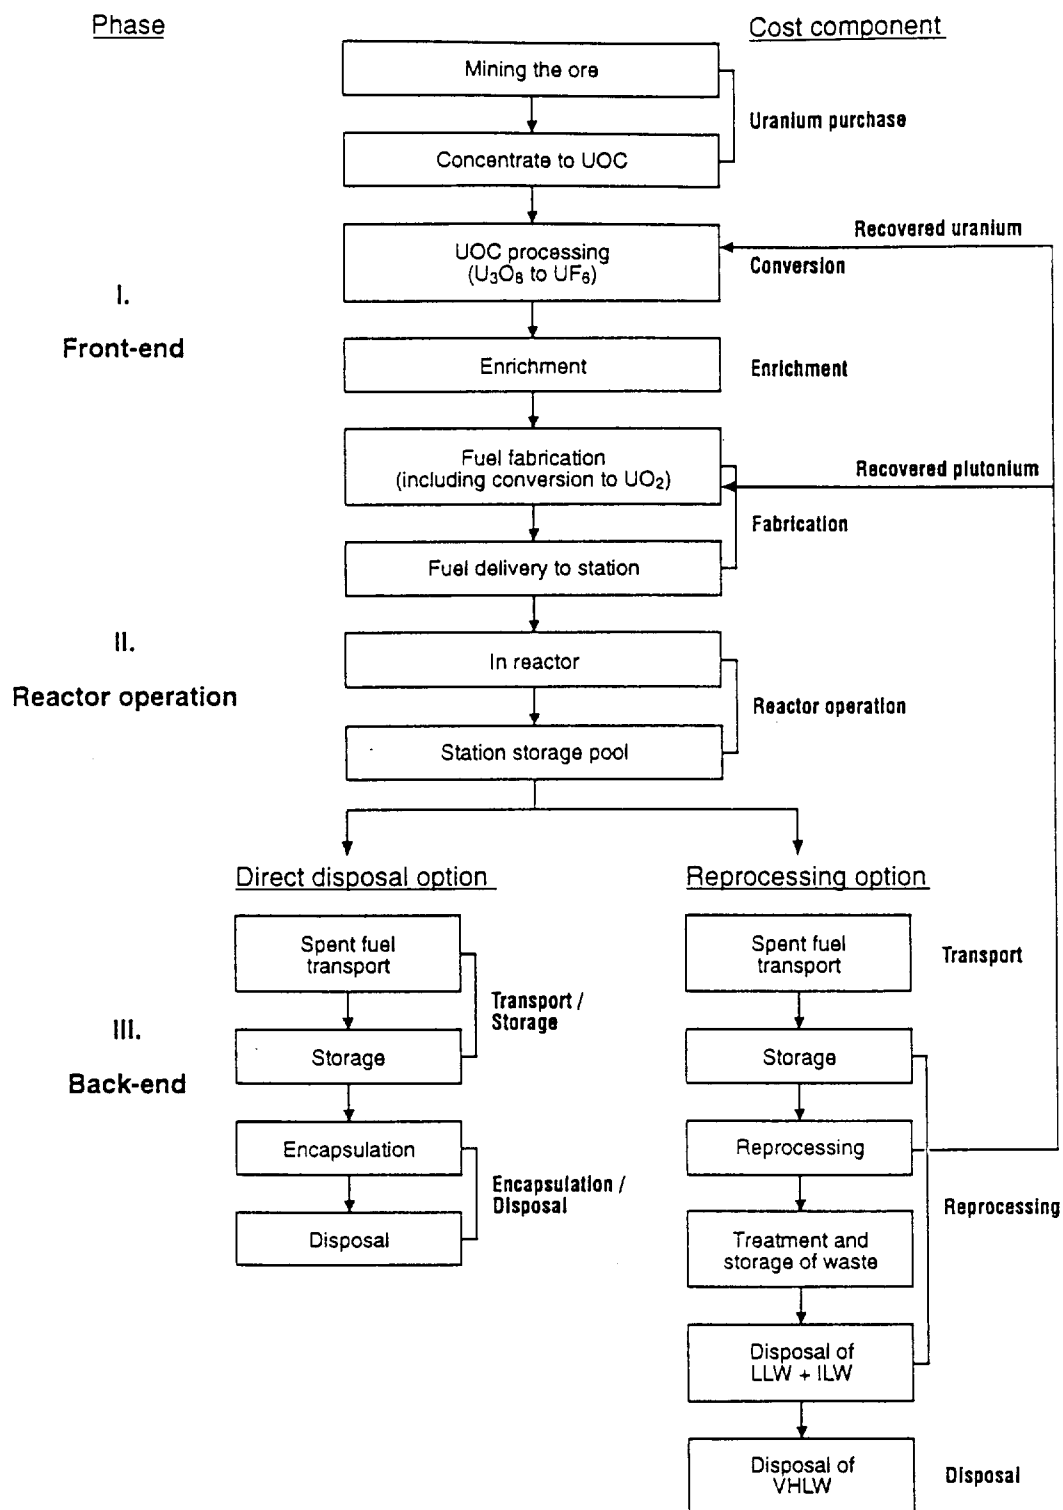 Phase
Cost component
Mining the ore
Uranium purchase
Concentrate to UOC
Recovered uranium
UOC processing
(U₃O₈ to UF₆)
Conversion
I.
Front-end
Enrichment
Enrichment
Fuel fabrication
(including conversion to UO₂)
Recovered plutonium
Fabrication
Fuel delivery to station
II.
Reactor operation
In reactor
Reactor operation
Station storage pool
Direct disposal option
Reprocessing option
Spent fuel
transport
Spent fuel
transport
Transport
Transport /
Storage
III.
Back-end
Storage
Storage
Encapsulation
Reprocessing
Encapsulation /
Disposal
Reprocessing
Disposal
Treatment and
storage of waste
Disposal of
LLW + ILW
Disposal of
VHLW
Disposal